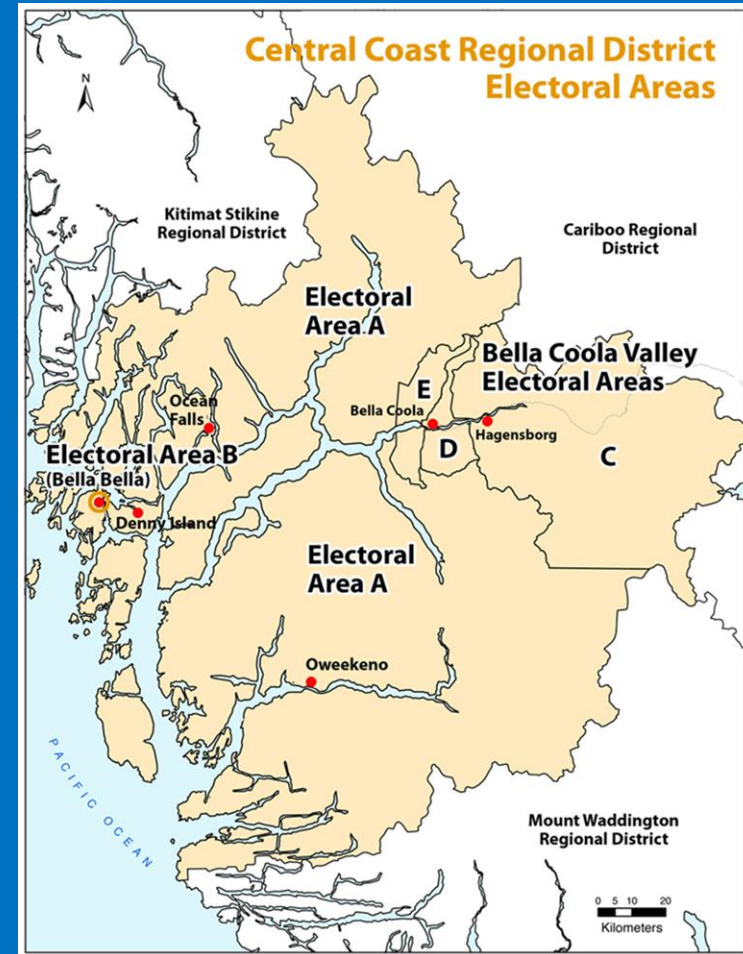 Central Coast Regional District
Electoral Areas
N
Kitimat Stikine
Regional District
Cariboo Regional
District
Electoral
Area A
Bella Coola Valley
Electoral Areas
E
Ocean
Falls
Bella Coola
Hagensborg
D
C
Electoral Area B
(Bella Bella)
Denny Island
Electoral
Area A
Oweekeno
PACIFIC OCEAN
Mount Waddington
Regional District
0 5 10 20
Kilometers